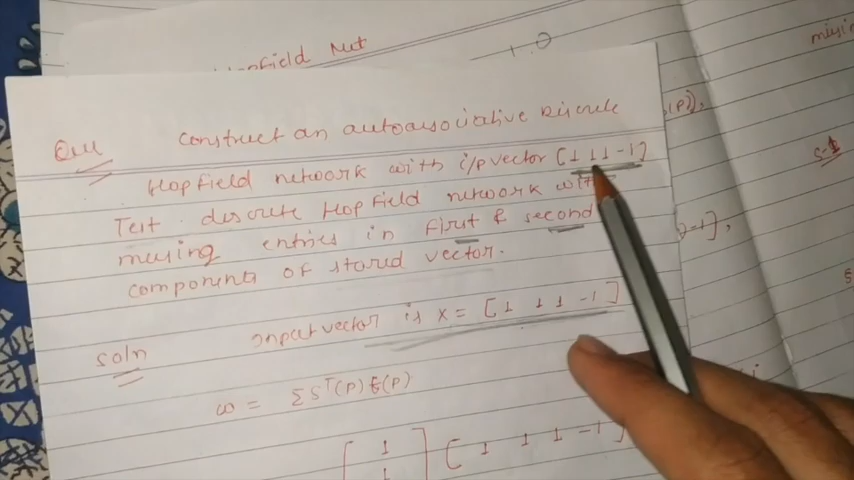 Hopfield Net
Que Construct an autoassociative Discrete
Hopfield network with i/p vector [1 1 1 -1]
Test discrete Hopfield network with
missing entries in First & second
components of stored vector.
Soln Input vector is x = [1 1 1 -1]
w = Σ S^T(P) t(P)
[ 1 ] [ 1 1 1 -1 ]
1
(P),
-1],